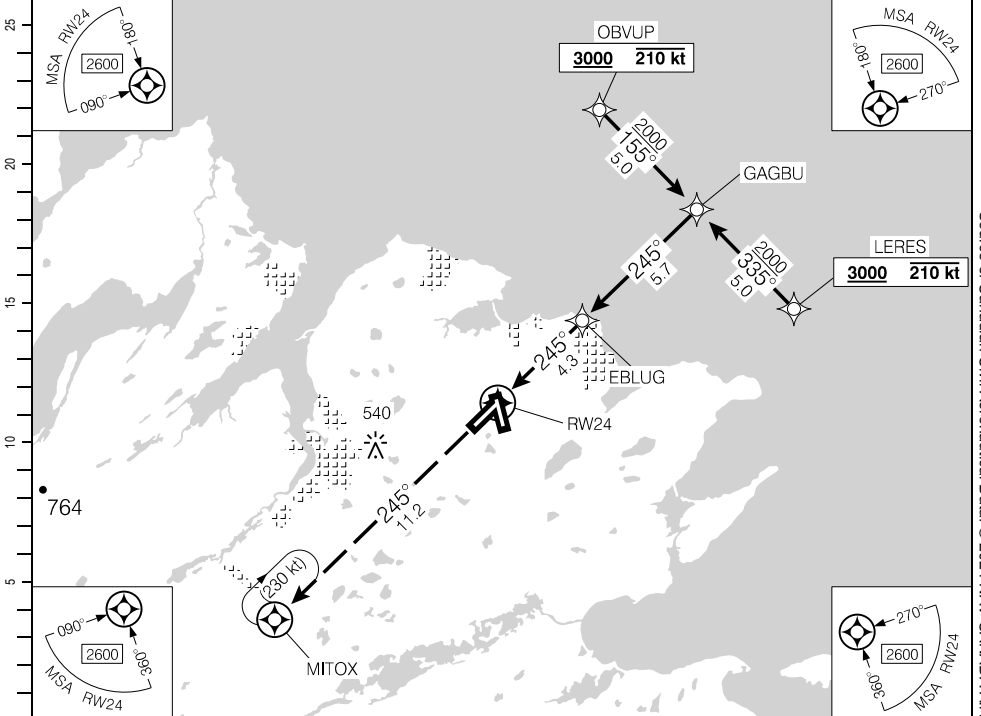 25
20
15
10
5
MSA RW24
180°
2600
090°
MSA RW24
180°
2600
270°
OBVUP
3000 210 kt
2000
155°
5.0
GAGBU
LERES
3000 210 kt
2000
335°
5.0
245°
5.7
EBLUG
245°
4.3
RW24
540
764
245°
11.2
(230 kt)
MITOX
090°
360°
2600
MSA RW24
270°
360°
2600
MSA RW24